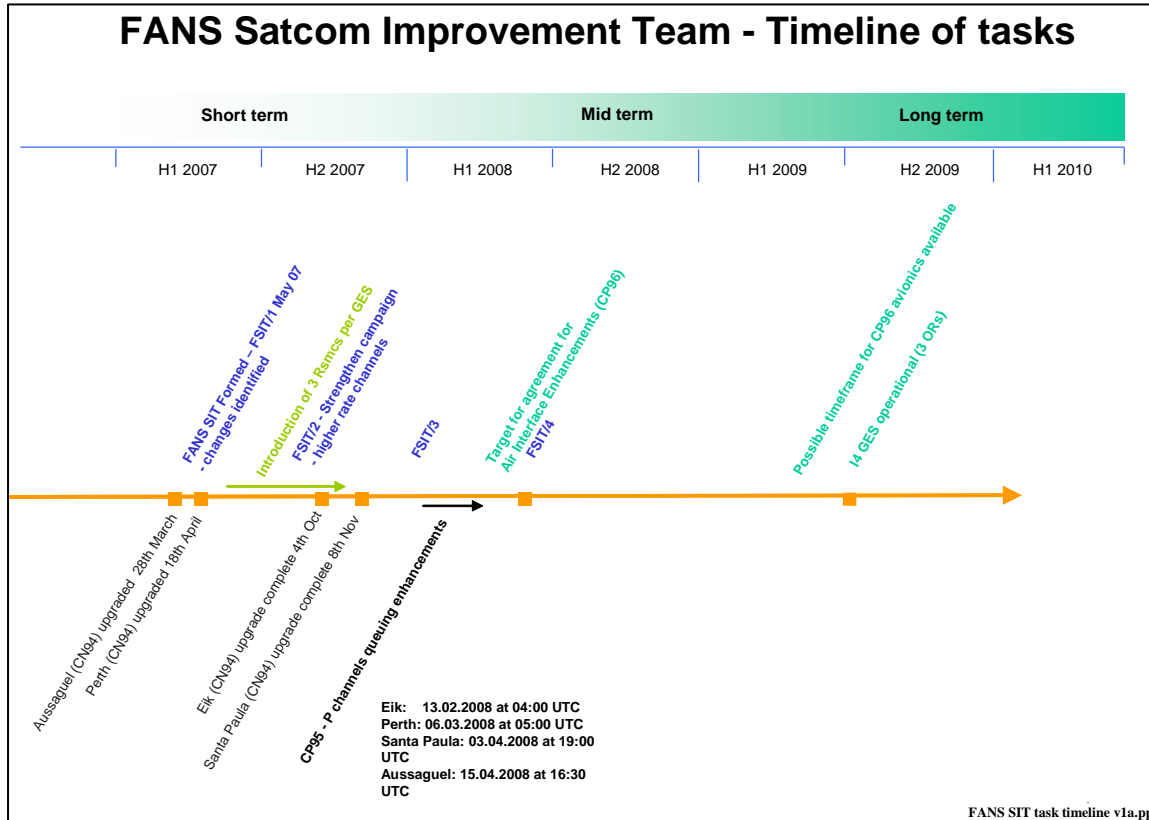 FANS Satcom Improvement Team - Timeline of tasks
Short term
Mid term
Long term
H1 2007
H2 2007
H1 2008
H2 2008
H1 2009
H2 2009
H1 2010
FANS SIT Formed – FSIT/1 May 07
- changes identified
Introduction of 3 Rsmcs per GES
FSIT/2 - Strengthen campaign
- higher rate channels
FSIT/3
Target for agreement for
Air Interface Enhancements (CP96)
FSIT/4
Possible timeframe for CP96 avionics available
I4 GES operational (3 ORs)
Aussaguel (CN94) upgraded 28th March
Perth (CN94) upgraded 18th April
Eik (CN94) upgrade complete 4th Oct
Santa Paula (CN94) upgrade complete 8th Nov
CP95 - P channels queuing enhancements
Eik: 13.02.2008 at 04:00 UTC
Perth: 06.03.2008 at 05:00 UTC
Santa Paula: 03.04.2008 at 19:00
UTC
Aussaguel: 15.04.2008 at 16:30
UTC
FANS SIT task timeline v1a.pp